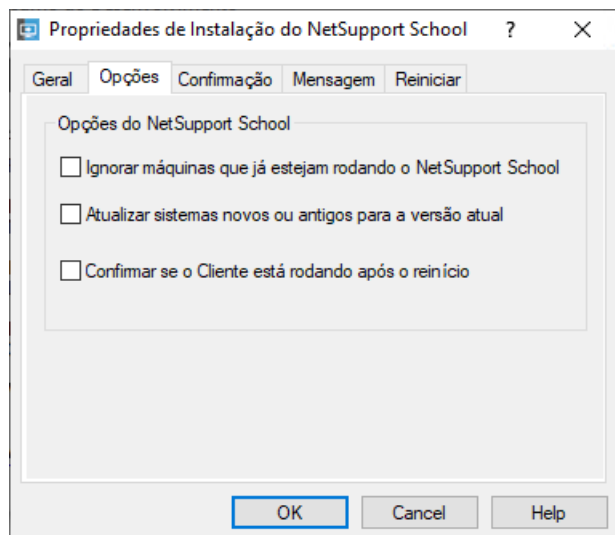 Propriedades de Instalação do NetSupport School
Geral Opções Confirmação Mensagem Reiniciar
Opções do NetSupport School
Ignorar máquinas que já estejam rodando o NetSupport School
Atualizar sistemas novos ou antigos para a versão atual
Confirmar se o Cliente está rodando após o reinício
OK Cancel Help